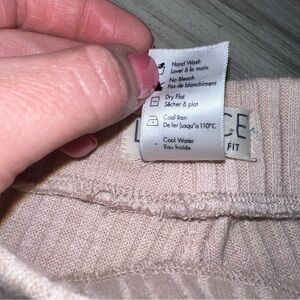 Hand Wash
Laver à la main
No Bleach
Pas de blanchiment
Dry Flat
Sécher à plat
Cool Iron
De fer jusqu'a 110°C
Cool Water
Eau froide
CE
FIT